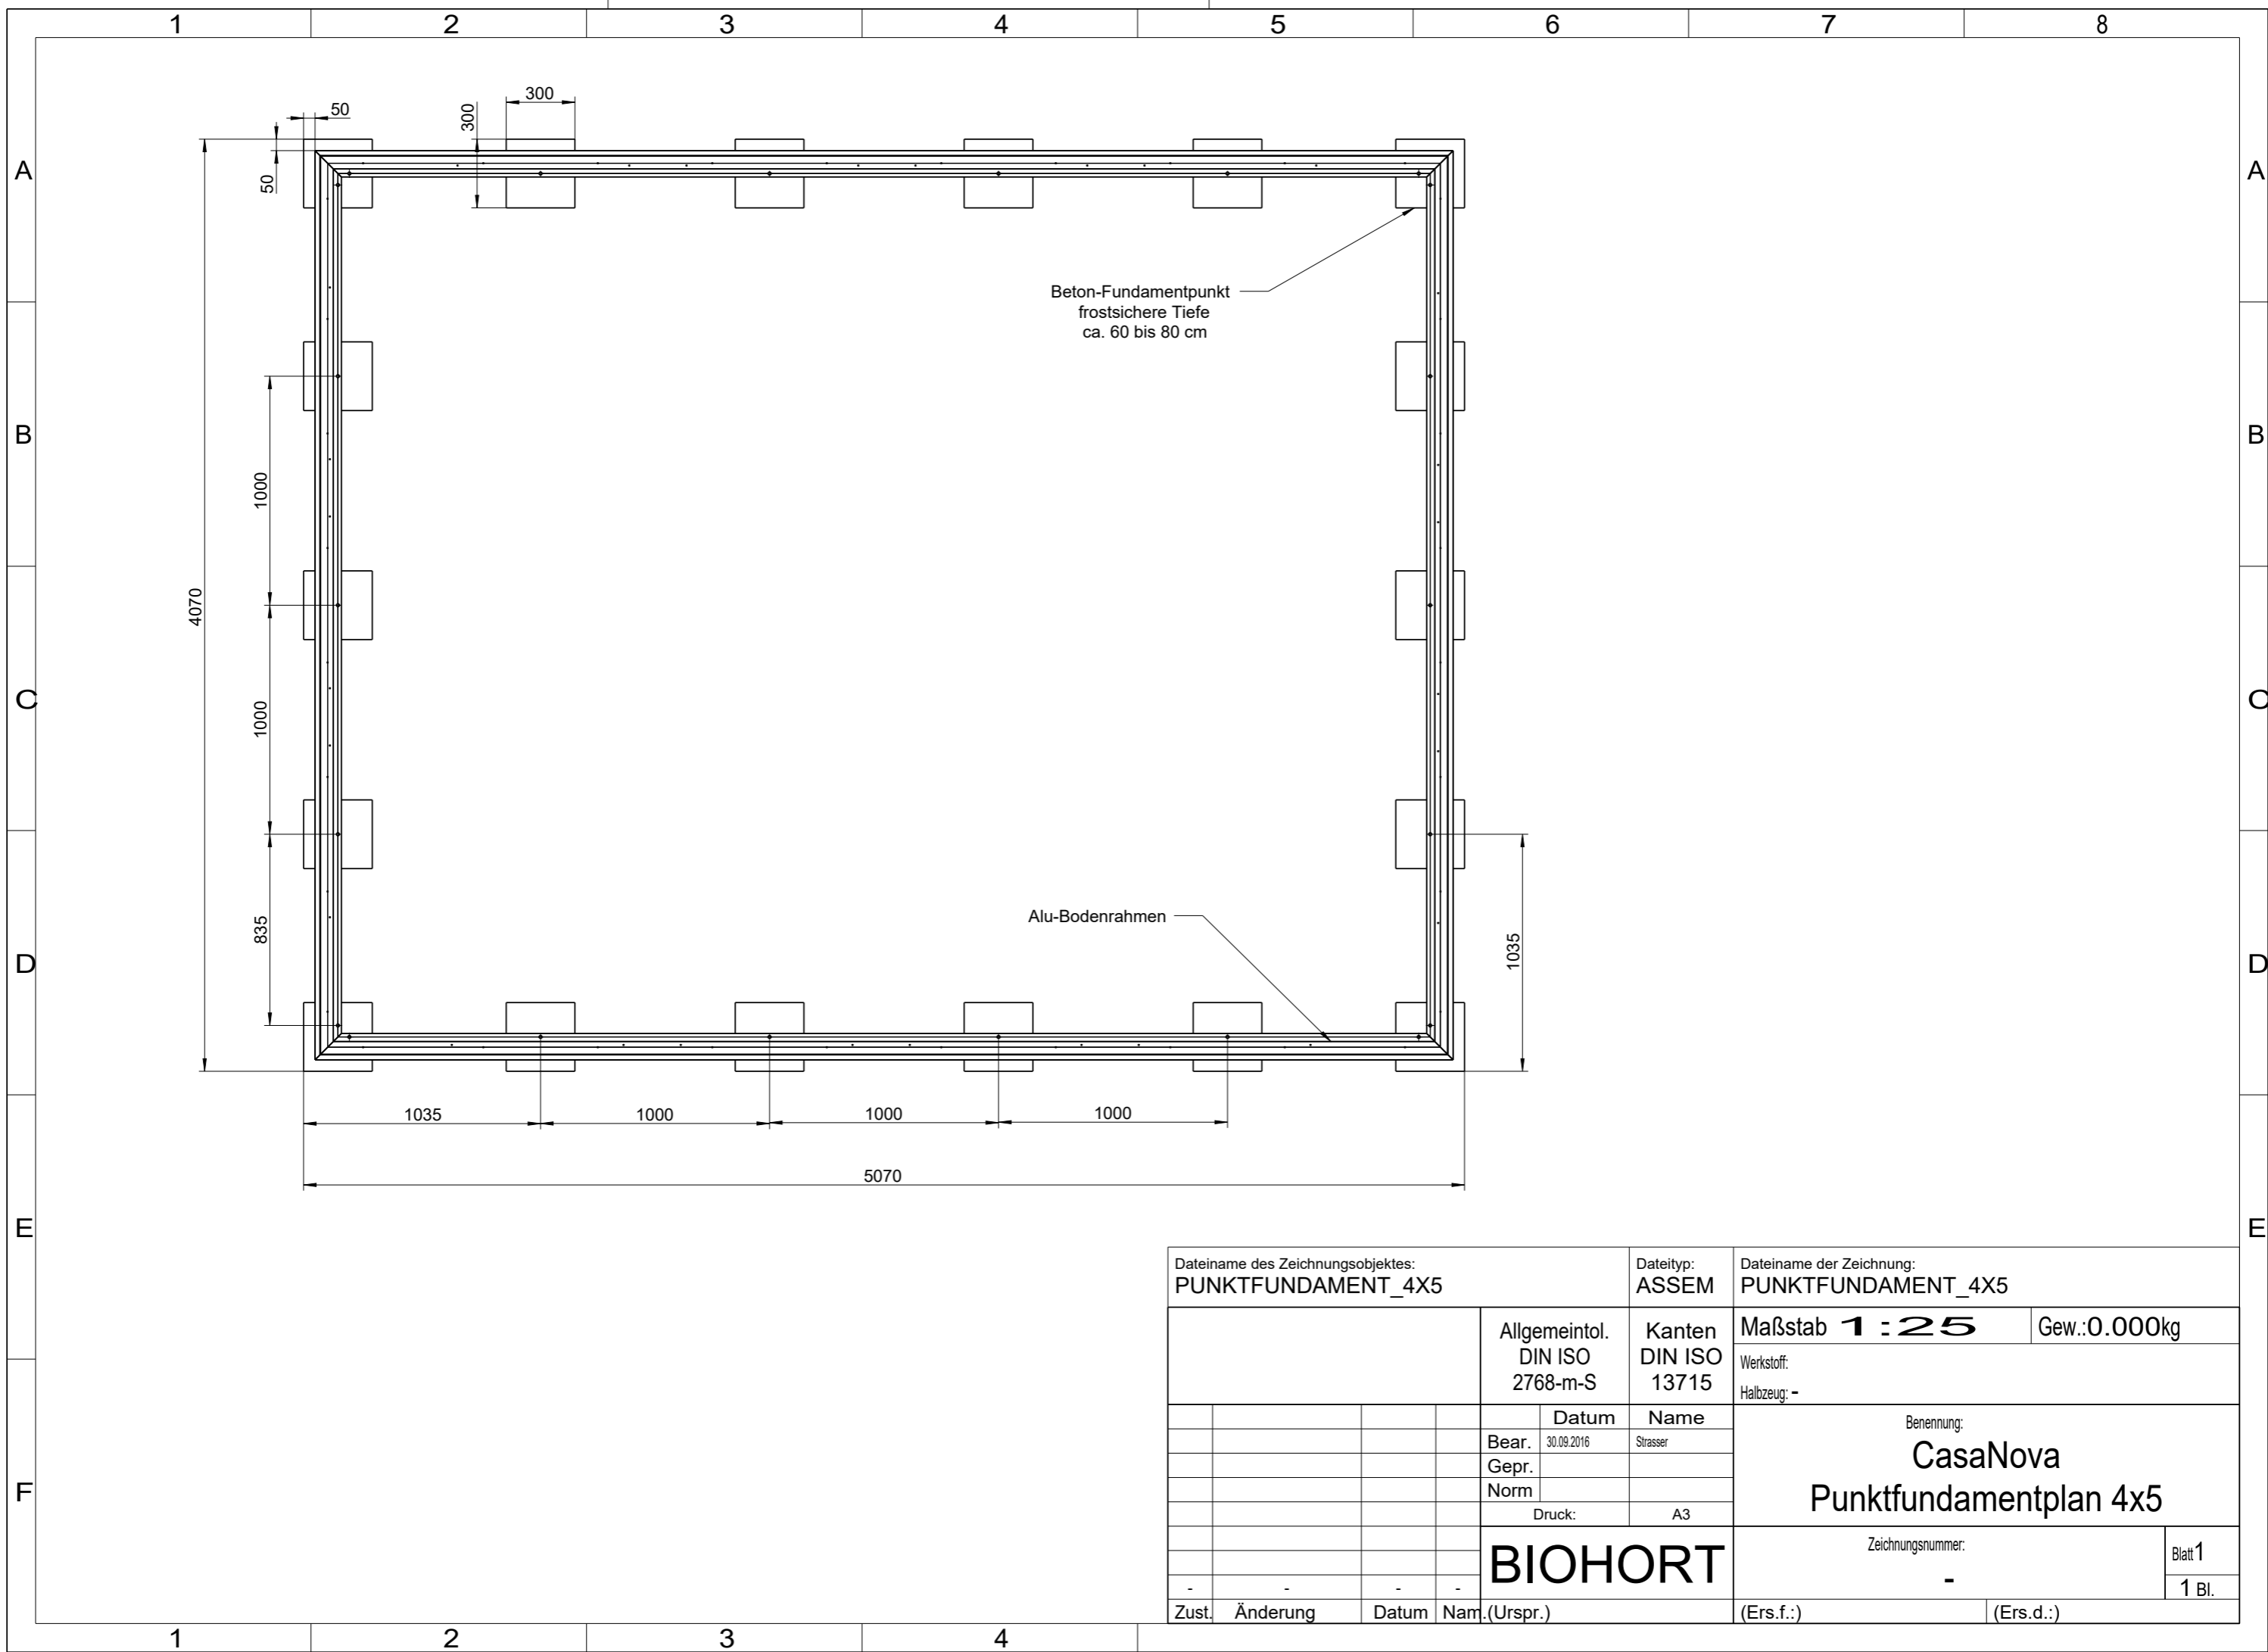 1 2 3 4 5 6 7 8
A A
B B
C C
D D
E E
F
50
300
300
50
4070
1000
1000
835
1035
Beton-Fundamentpunkt
frostsichere Tiefe
ca. 60 bis 80 cm
Alu-Bodenrahmen
1035 1000 1000 1000
5070
Dateiname des Zeichnungsobjektes:
PUNKTFUNDAMENT_4X5
Dateityp:
ASSEM
Dateiname der Zeichnung:
PUNKTFUNDAMENT_4X5
Allgemeintol.
DIN ISO
2768-m-S
Kanten
DIN ISO
13715
Maßstab 1:25
Gew.:0.000kg
Werkstoff:
Halbzeug: -
Datum Name
Bear. 30.09.2016 Strasser
Gepr.
Norm
Druck: A3
Benennung:
CasaNova
Punktfundamentplan 4x5
BIOHORT
Zeichnungsnummer:
-
Blatt 1
1 Bl.
- - - -
Zust. Änderung Datum Nam. (Urspr.) (Ers.f.:) (Ers.d.:)
1 2 3 4